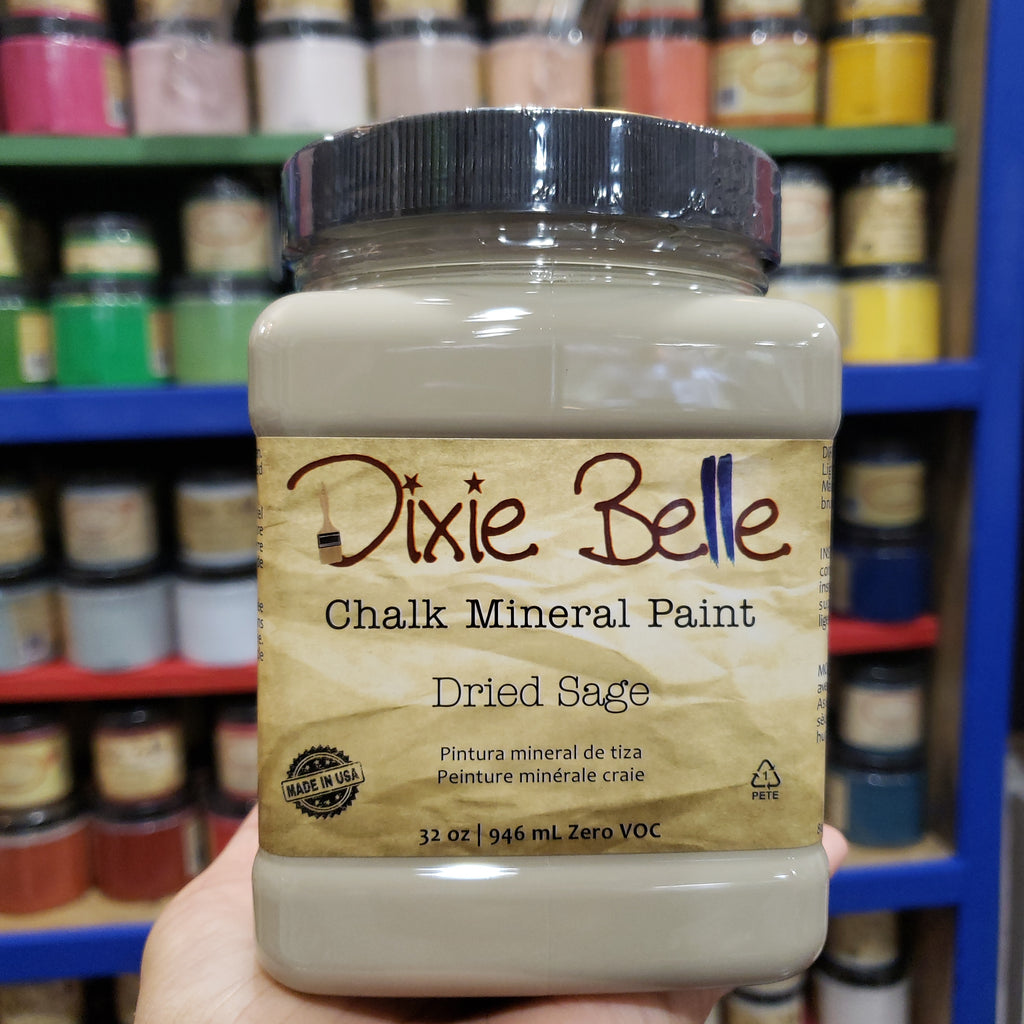 Dixie Belle
Chalk Mineral Paint
Dried Sage
Pintura mineral de tiza
Peinture minérale craie
MADE IN USA
1
PETE
32 oz | 946 mL Zero VOC